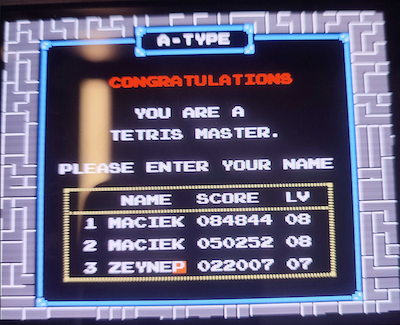 A-TYPE
CONGRATULATIONS
YOU ARE A
TETRIS MASTER.
PLEASE ENTER YOUR NAME
NAME SCORE LV
1 MACIEK 084844 08
2 MACIEK 050252 08
3 ZEYNEP 022007 07